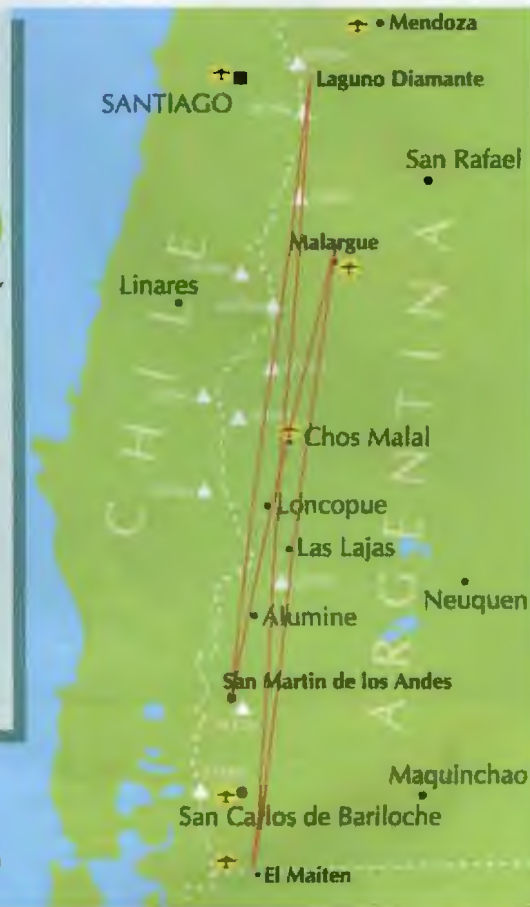 Mendoza
SANTIAGO
Laguno Diamante
San Rafael
Malargue
Linares
CHILE
ARGENTINA
Chos Malal
Loncopue
Las Lajas
Neuquen
Alumine
San Martin de los Andes
Maquinchao
San Carlos de Bariloche
El Maiten